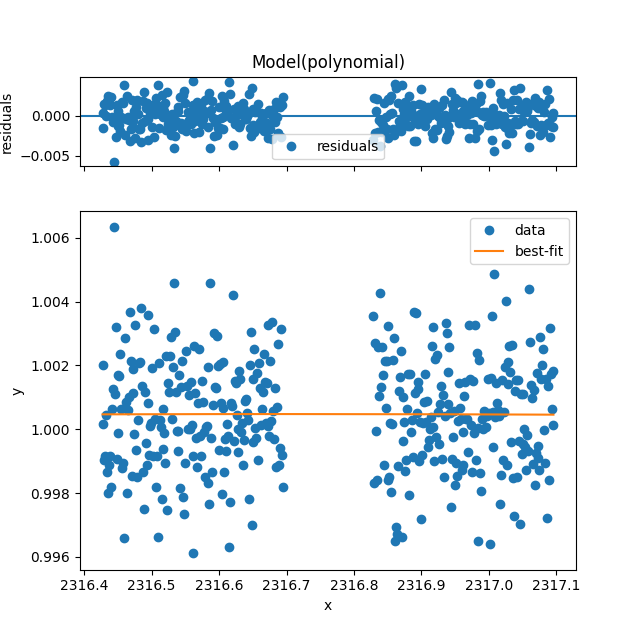 Model(polynomial)
residuals
0.000
−0.005
residuals
1.006
1.004
1.002
1.000
0.998
0.996
y
data
best-fit
2316.4 2316.5 2316.6 2316.7 2316.8 2316.9 2317.0 2317.1
x